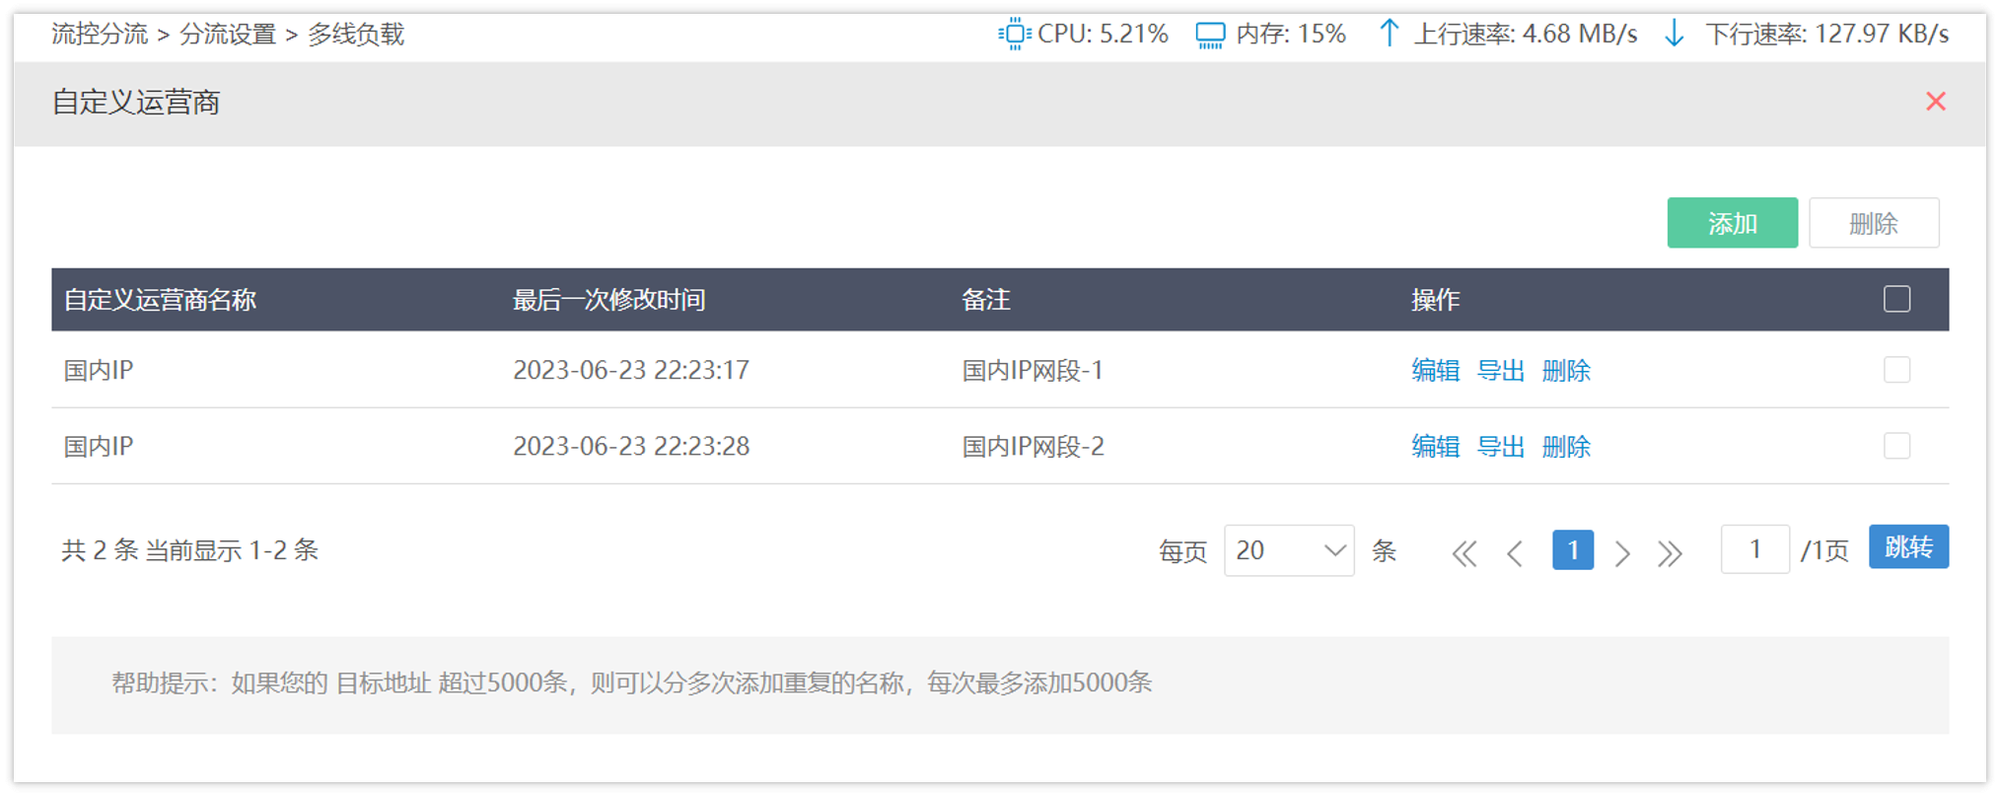 流控分流 > 分流设置 > 多线负载 CPU: 5.21% 内存: 15% 上行速率: 4.68 MB/s 下行速率: 127.97 KB/s
自定义运营商
添加 删除
自定义运营商名称 最后一次修改时间 备注 操作
国内IP 2023-06-23 22:23:17 国内IP网段-1 编辑 导出 删除
国内IP 2023-06-23 22:23:28 国内IP网段-2 编辑 导出 删除
共 2 条 当前显示 1-2 条 每页 20 条 1 1 /1页 跳转
帮助提示: 如果您的 目标地址 超过5000条，则可以分多次添加重复的名称，每次最多添加5000条